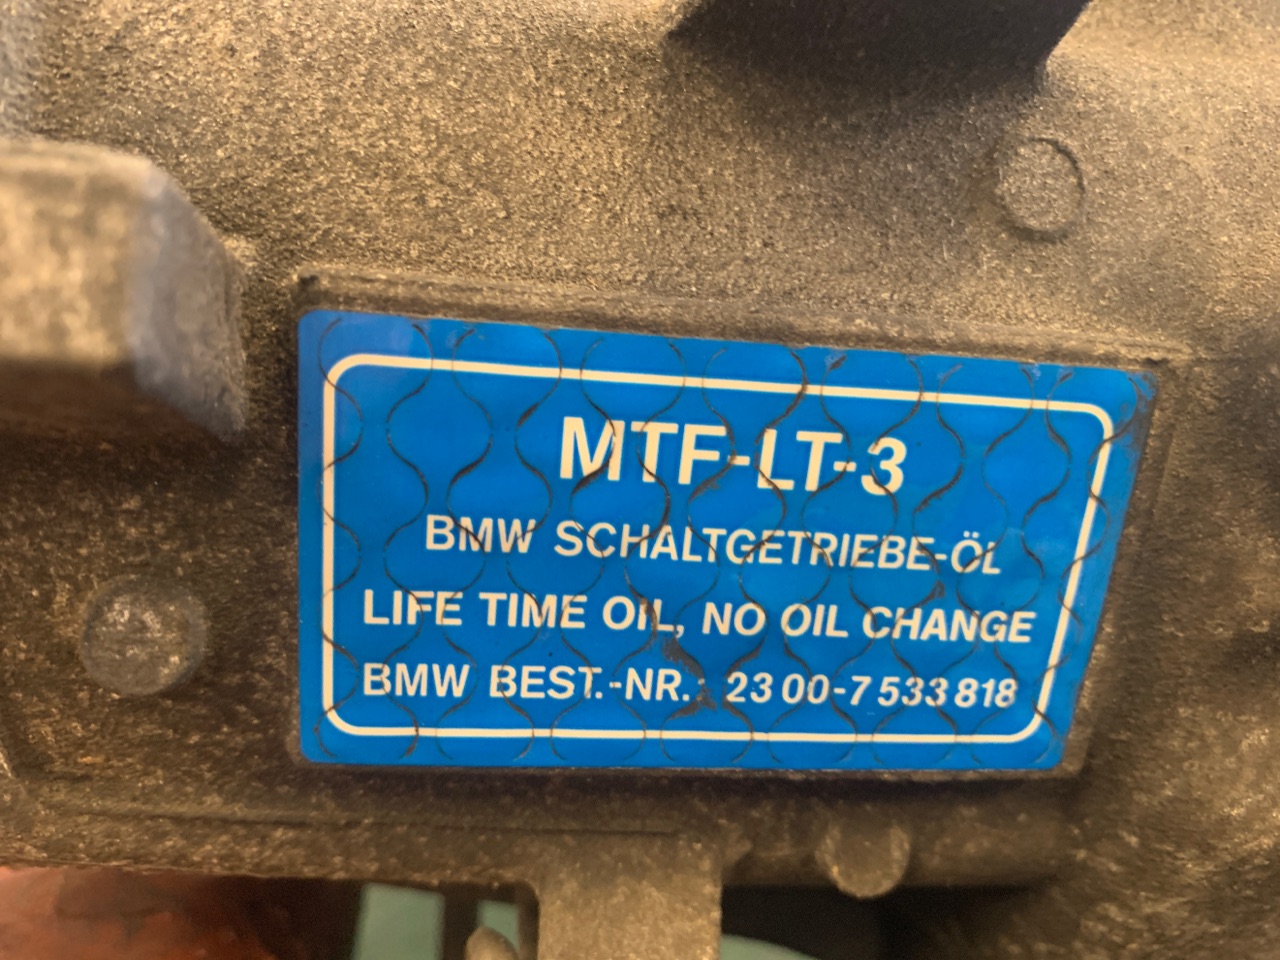 MTF-LT-3
BMW SCHALTGETRIEBE-ÖL
LIFE TIME OIL, NO OIL CHANGE
BMW BEST.-NR.: 23 00-7 533 818